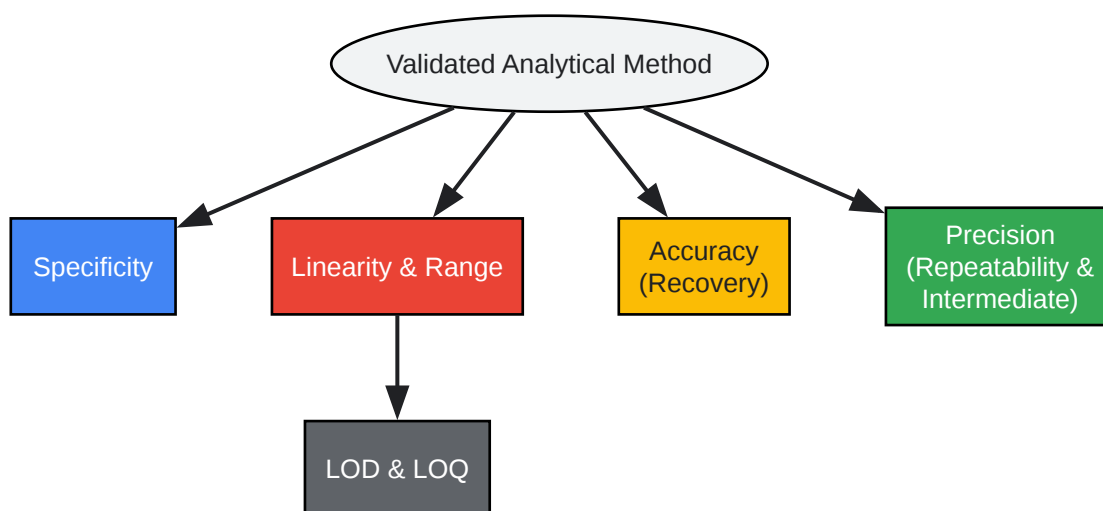 Validated Analytical Method
Specificity
Linearity & Range
Accuracy
(Recovery)
Precision
(Repeatability &
Intermediate)
LOD & LOQ